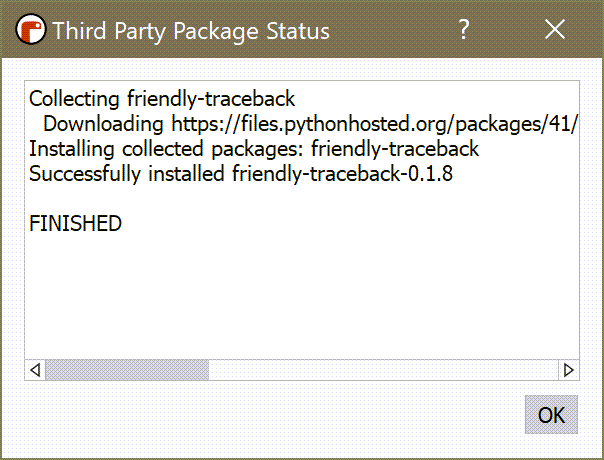 Third Party Package Status ?
Collecting friendly-traceback
Downloading https://files.pythonhosted.org/packages/41/
Installing collected packages: friendly-traceback
Successfully installed friendly-traceback-0.1.8
FINISHED
OK